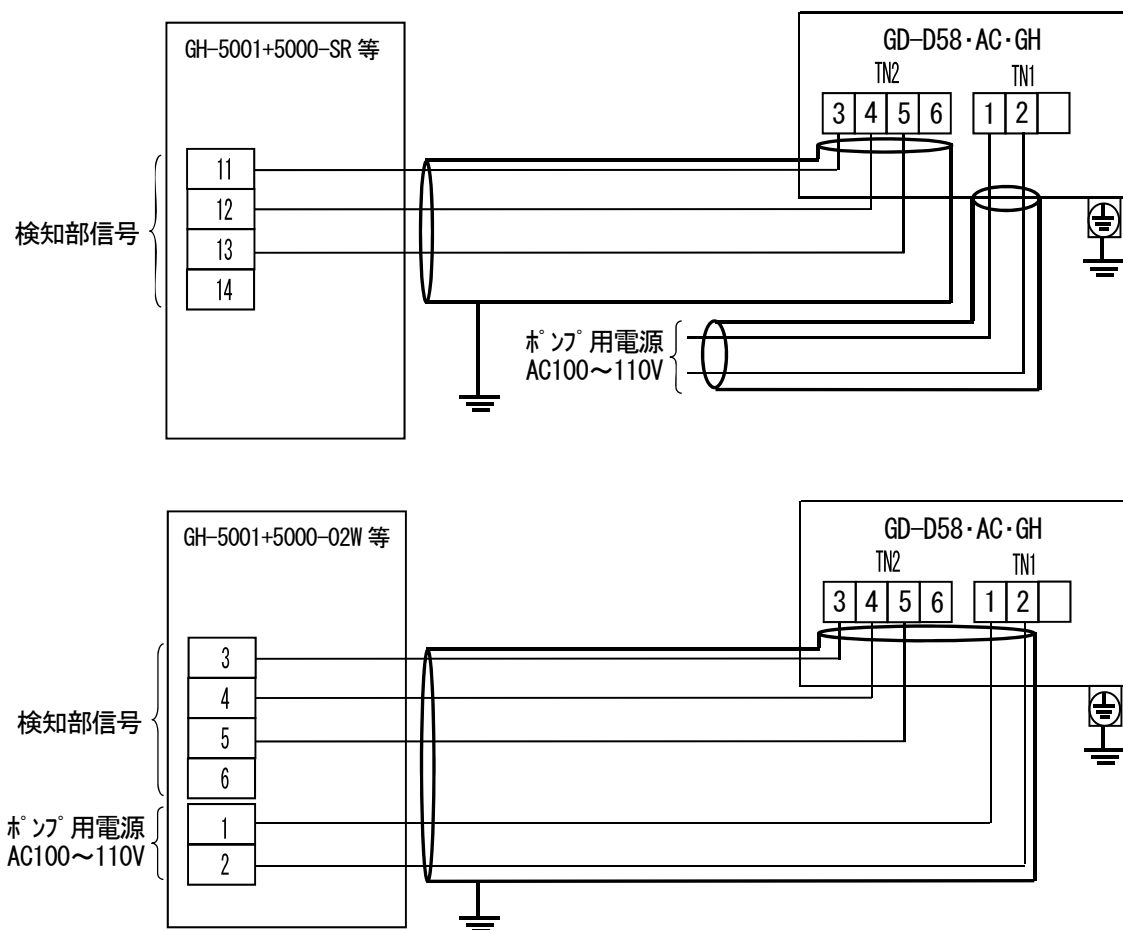 GH-5001+5000-SR 等
GD-D58・AC・GH
TN2
TN1
3 4 5 6
1 2
11
12
13
14
検知部信号
ﾎﾟﾝﾌﾟ用電源
AC100～110V
GH-5001+5000-02W 等
GD-D58・AC・GH
TN2
TN1
3 4 5 6
1 2
3
4
5
6
検知部信号
1
2
ﾎﾟﾝﾌﾟ用電源
AC100～110V